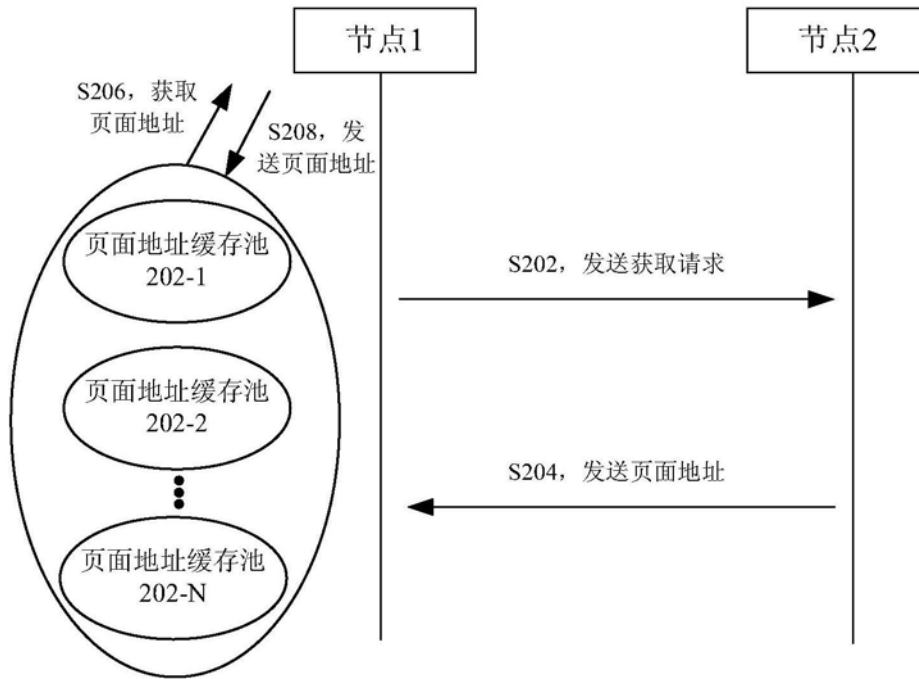 节点1
节点2
S206，获取
页面地址
S208，发
送页面地址
页面地址缓存池
202-1
S202，发送获取请求
页面地址缓存池
202-2
S204，发送页面地址
页面地址缓存池
202-N